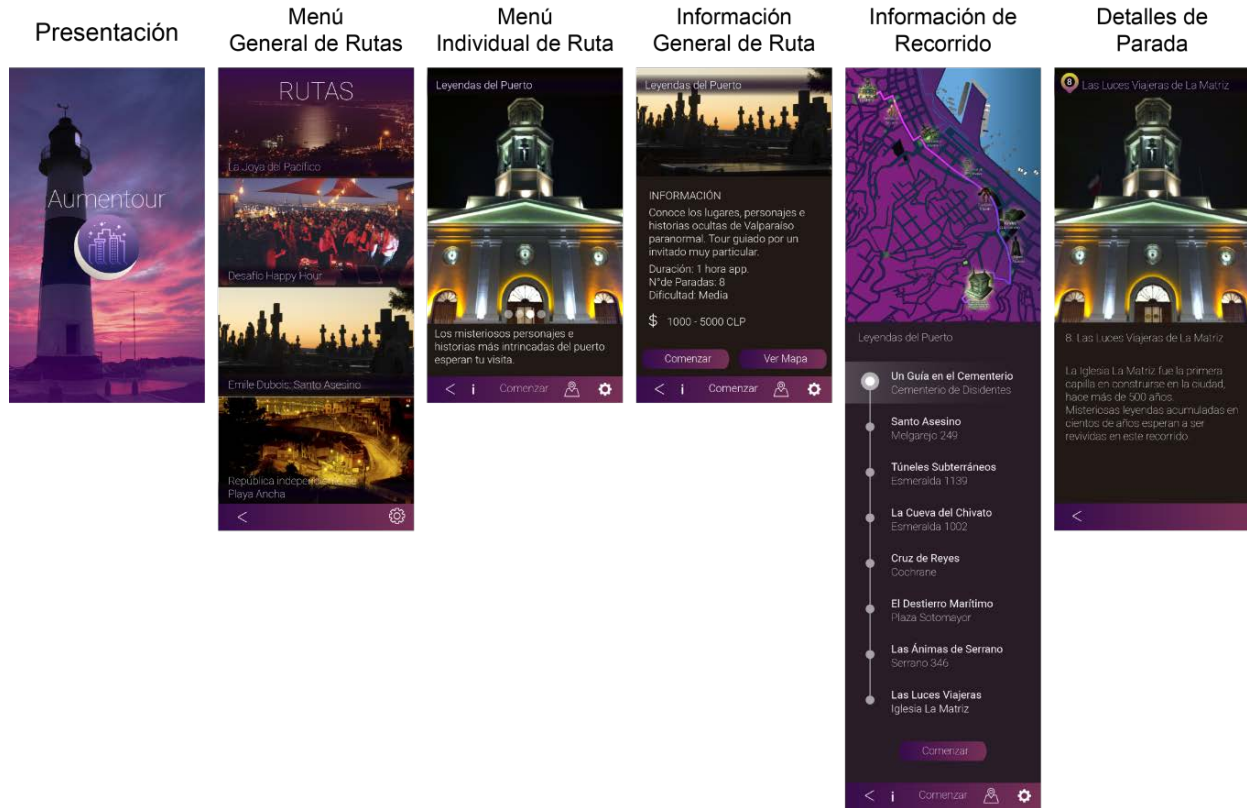 Presentación
Menú
General de Rutas
Menú
Individual de Ruta
Información
General de Ruta
Información de
Recorrido
Detalles de
Parada
Aumentour
RUTAS
La Joya del Pacífico
Desafío Happy Hour
Emile Dubois: Santo Asesino
República independiente de
Playa Ancha
<
Leyendas del Puerto
Los misteriosos personajes e
historias más intrincadas del puerto
esperan tu visita.
< i Comenzar
Leyendas del Puerto
INFORMACIÓN
Conoce los lugares, personajes e
historias ocultas de Valparaíso
paranormal. Tour guiado por un
invitado muy particular.
Duración: 1 hora app.
N°de Paradas: 8
Dificultad: Media
$ 1000 - 5000 CLP
Comenzar Ver Mapa
< i Comenzar
Leyendas del Puerto
Un Guía en el Cementerio
Cementerio de Disidentes
Santo Asesino
Melgarejo 249
Túneles Subterráneos
Esmeralda 1139
La Cueva del Chivato
Esmeralda 1002
Cruz de Reyes
Cochrane
El Destierro Marítimo
Plaza Sotomayor
Las Ánimas de Serrano
Serrano 346
Las Luces Viajeras
Iglesia La Matriz
Comenzar
< i Comenzar
8 Las Luces Viajeras de La Matriz
8. Las Luces Viajeras de La Matriz
La Iglesia La Matriz fue la primera
capilla en construirse en la ciudad,
hace más de 500 años.
Misteriosas leyendas acumuladas en
cientos de años esperan a ser
revividas en este recorrido.
<